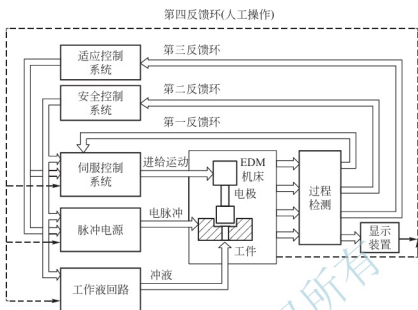 第四反馈环(人工操作)
适应控制
系统
第三反馈环
安全控制
系统
第二反馈环
第一反馈环
伺服控制
系统
进给运动
EDM
机床
电极
过程
检测
脉冲电源
电脉冲
工件
显示
装置
工作液回路
冲液
所有